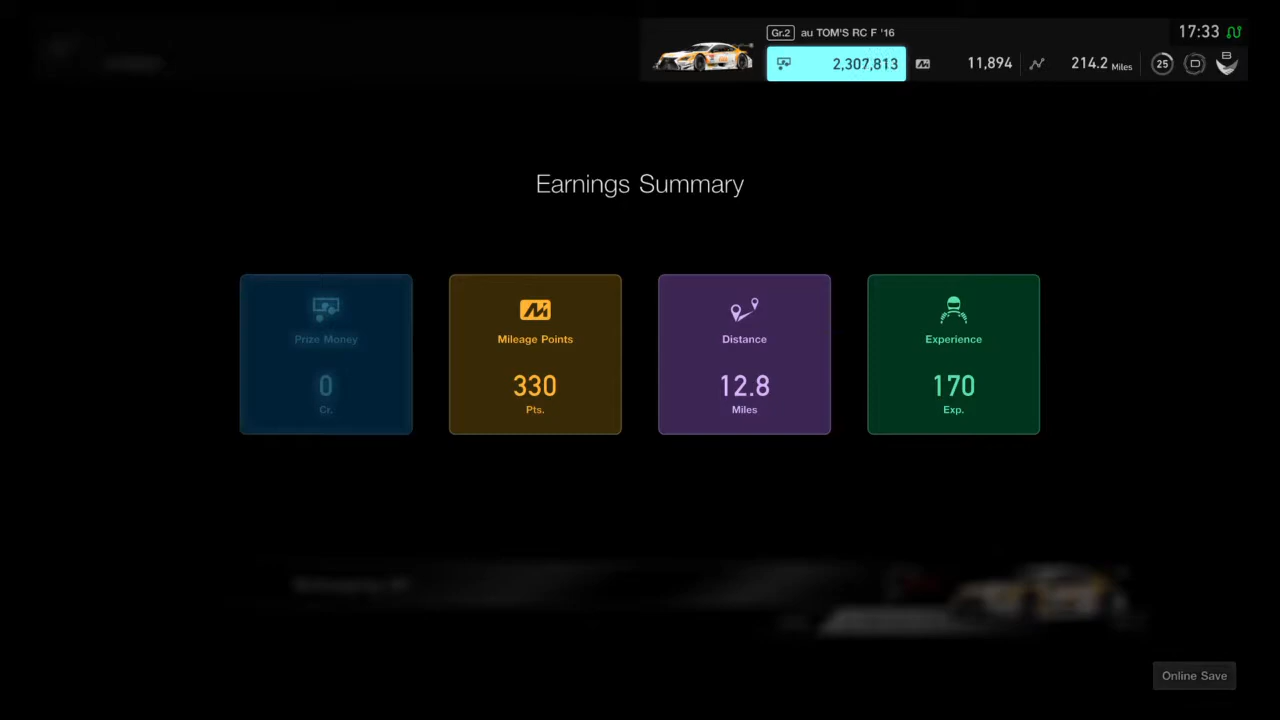 Gr.2 au TOM'S RC F '16
17:33
2,307,813
11,894
214.2 Miles
25
D
B
Earnings Summary
Prize Money
0
Cr.
Mileage Points
330
Pts.
Distance
12.8
Miles
Experience
170
Exp.
Online Save